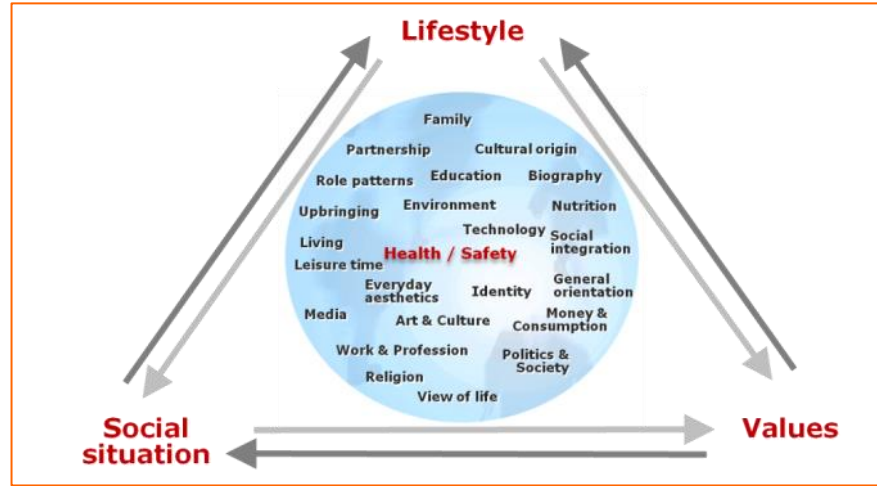 Lifestyle
Family
Partnership
Cultural origin
Role patterns
Education
Biography
Upbringing
Environment
Nutrition
Technology
Social
integration
Living
Health / Safety
Leisure time
Everyday
aesthetics
Identity
General
orientation
Media
Art & Culture
Money &
Consumption
Work & Profession
Politics &
Society
Religion
View of life
Social
situation
Values